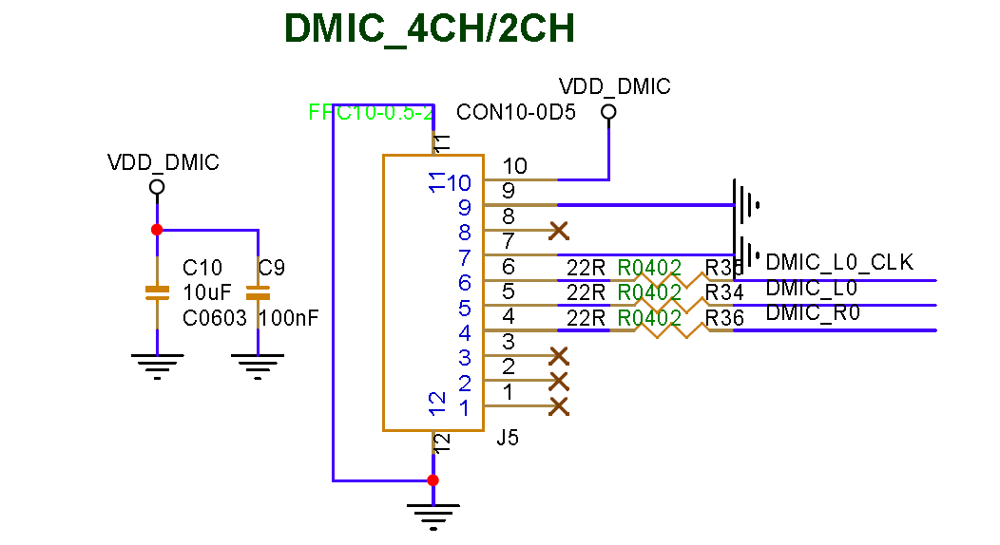 DMIC_4CH/2CH
VDD_DMIC
FPC10-0.5-2 CON10-0D5
VDD_DMIC
11
11
10 10
9 9
8 8
7 7
6 6 22R R0402 R35 DMIC_L0_CLK
5 5 22R R0402 R34 DMIC_L0
4 4 22R R0402 R36 DMIC_R0
3 3
2 2
1 1
12
12
J5
C10 C9
10uF
C0603 100nF